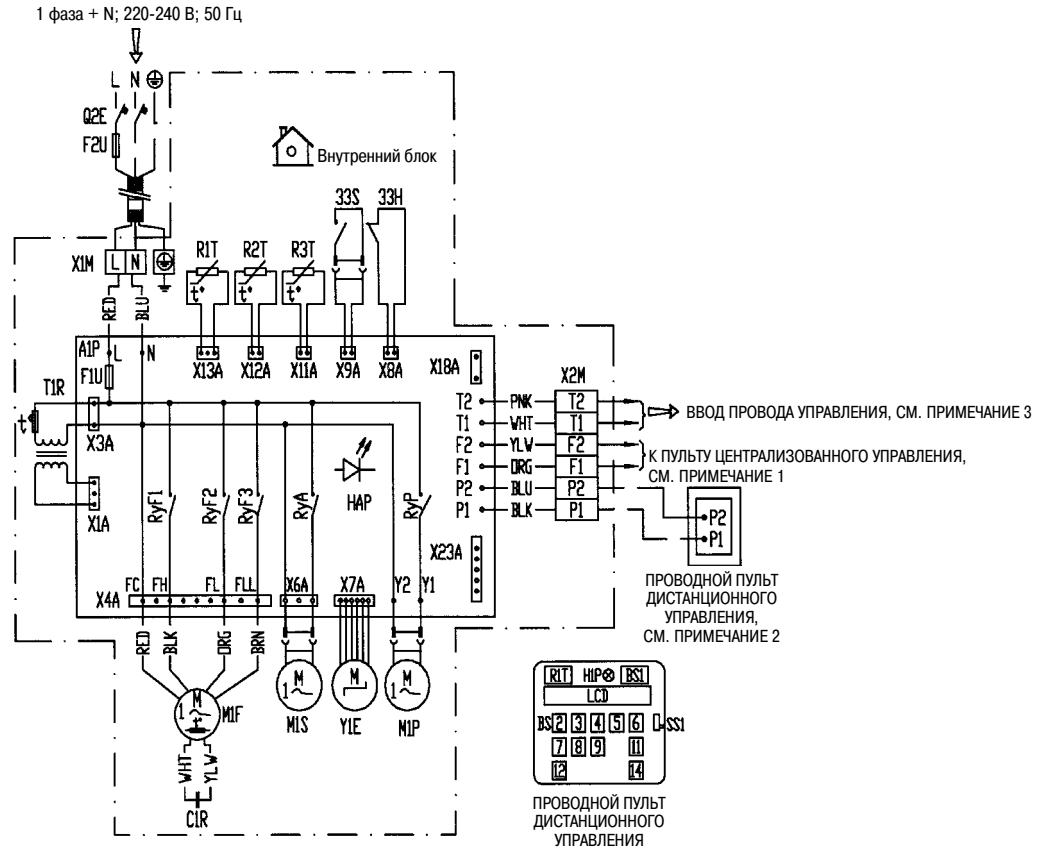 1 фаза + N; 220-240 В; 50 Гц
L N
Q2E
F2U
Внутренний блок
33S 33H
X1M L N
R1T R2T R3T
t° t° t°
RED BLU
A1P L N
X13A X12A X11A X9A X8A X18A X2M
F1U
T1R
t°
X3A
T2 PNK T2
T1 WHT T1
ВВОД ПРОВОДА УПРАВЛЕНИЯ, СМ. ПРИМЕЧАНИЕ 3
F2 YLW F2
F1 ORG F1
К ПУЛЬТУ ЦЕНТРАЛИЗОВАННОГО УПРАВЛЕНИЯ,
СМ. ПРИМЕЧАНИЕ 1
P2 BLU P2
P1 BLK P1
P2
P1
HAP
RyF1 RyF2 RyF3 RyA RyP
X1A
X23A
ПРОВОДНОЙ ПУЛЬТ
ДИСТАНЦИОННОГО
УПРАВЛЕНИЯ,
СМ. ПРИМЕЧАНИЕ 2
FC FH FL FLL X6A X7A Y2 Y1
X4A
RED BLK ORG BRN
M 1 M1F
M 1 M1S
M Y1E
M 1 M1P
WHT YLW
C1R
R1T H1P BS1
LCD
BS 2 3 4 5 6 SS1
7 8 9 11
12 14
ПРОВОДНОЙ ПУЛЬТ
ДИСТАНЦИОННОГО
УПРАВЛЕНИЯ